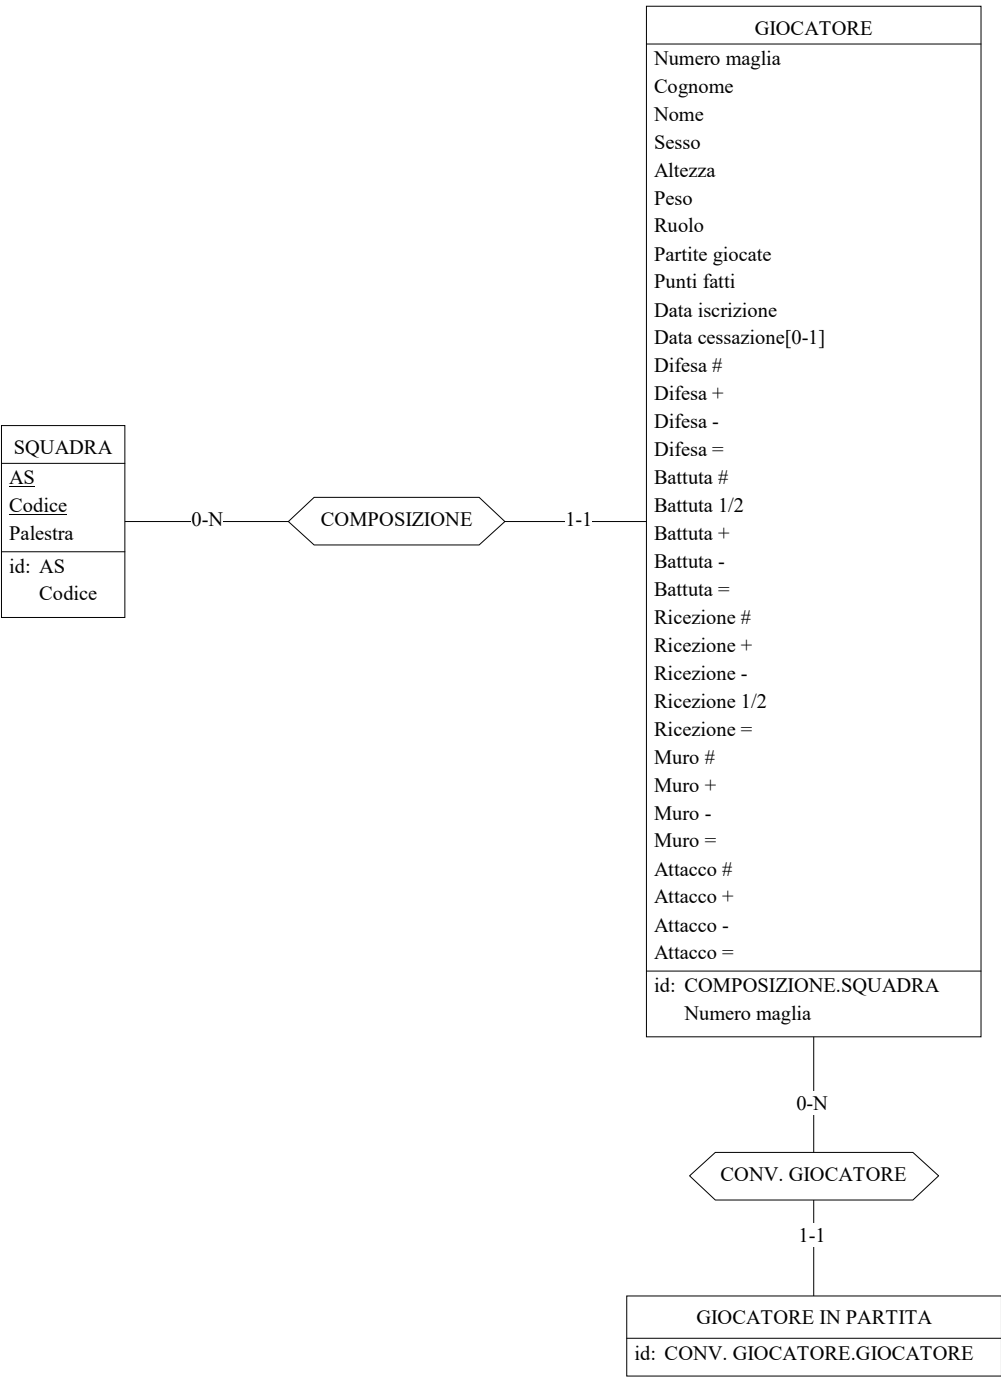 GIOCATORE
Numero maglia
Cognome
Nome
Sesso
Altezza
Peso
Ruolo
Partite giocate
Punti fatti
Data iscrizione
Data cessazione[0-1]
Difesa #
Difesa +
Difesa -
Difesa =
Battuta #
Battuta 1/2
Battuta +
Battuta -
Battuta =
Ricezione #
Ricezione +
Ricezione -
Ricezione 1/2
Ricezione =
Muro #
Muro +
Muro -
Muro =
Attacco #
Attacco +
Attacco -
Attacco =
id: COMPOSIZIONE.SQUADRA
Numero maglia
SQUADRA
AS
Codice
Palestra
id: AS
Codice
0-N
COMPOSIZIONE
1-1
0-N
CONV. GIOCATORE
1-1
GIOCATORE IN PARTITA
id: CONV. GIOCATORE.GIOCATORE